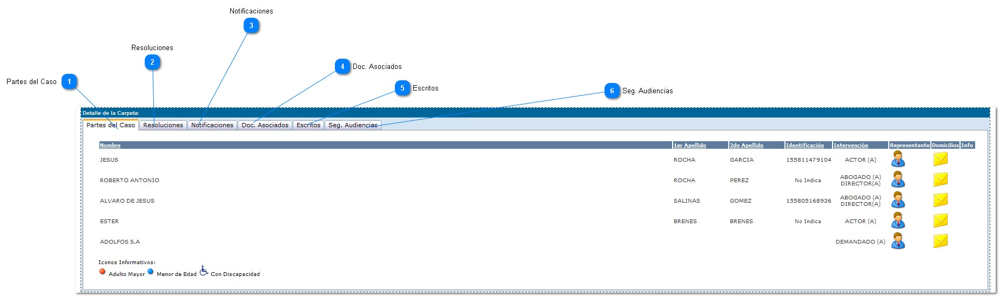 Notificaciones
3
Resoluciones
2
Partes del Caso 1
4 Doc. Asociados
5 Escritos
6 Seg. Audiencias
Detalle de la Carpeta:
Partes del Caso Resoluciones Notificaciones Doc. Asociados Escritos Seg. Audiencias
Nombre 1er Apellido 2do Apellido Identificación Intervención Representante Domicilios Info
JESUS ROCHA GARCIA 155811479104 ACTOR (A)
ROBERTO ANTONIO ROCHA PEREZ No Indica ABOGADO (A)
DIRECTOR(A)
ALVARO DE JESUS SALINAS GOMEZ 155805168936 ABOGADO (A)
DIRECTOR(A)
ESTER BRENES BRENES No Indica ACTOR (A)
ADOLFOS S.A DEMANDADO (A)
Iconos Informativos:
Adulto Mayor Menor de Edad Con Discapacidad